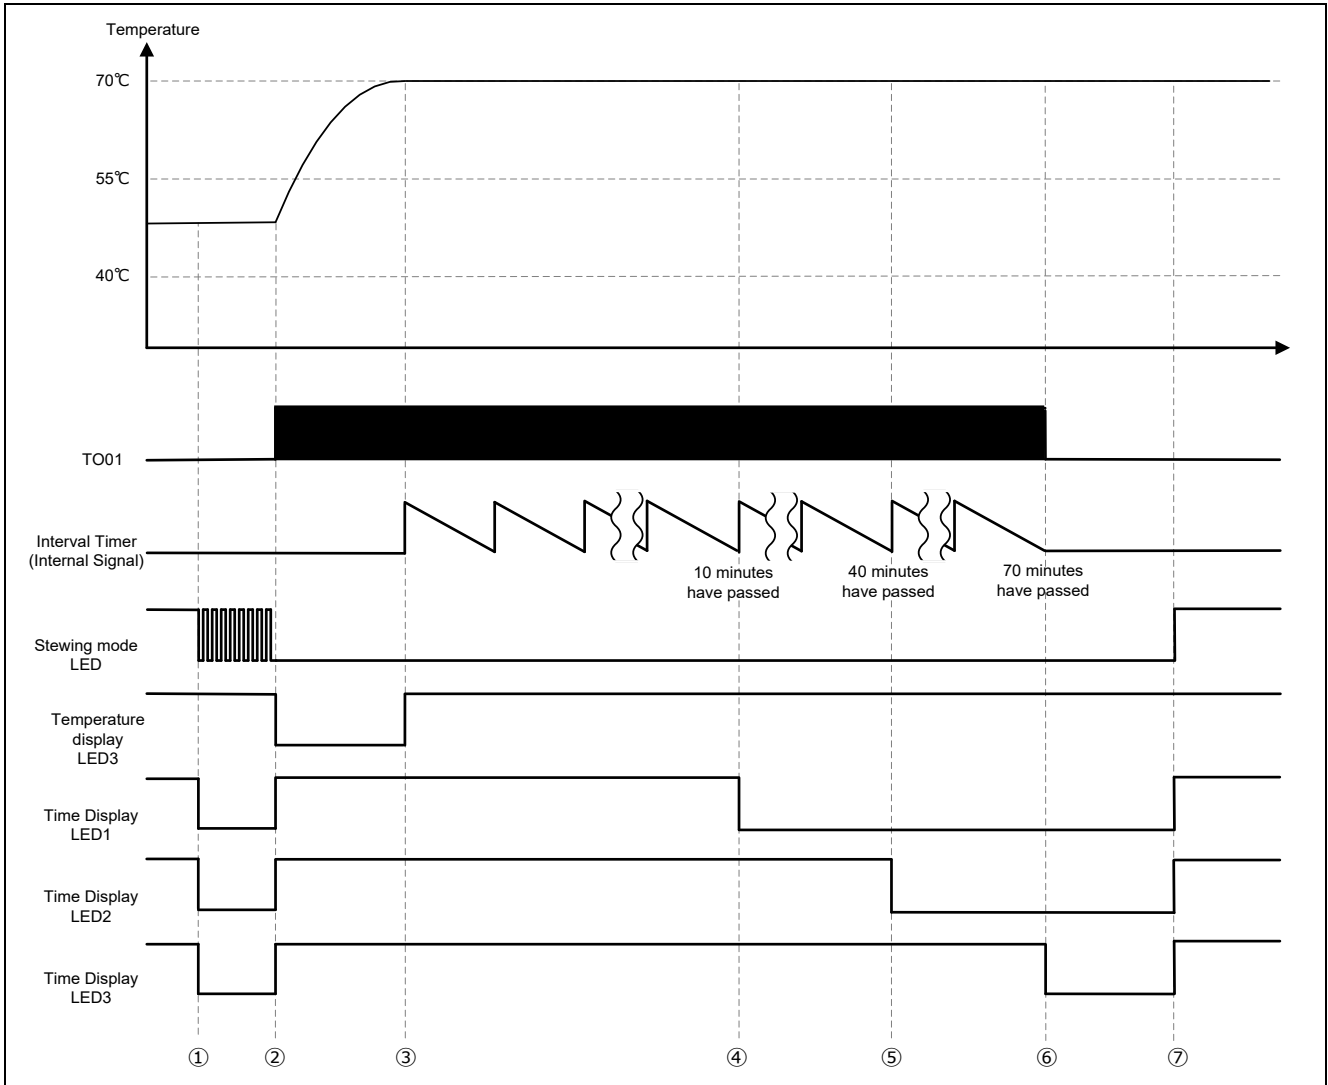 Temperature
70℃
55℃
40℃
TO01
Interval Timer
(Internal Signal)
10 minutes
have passed
40 minutes
have passed
70 minutes
have passed
Stewing mode
LED
Temperature
display
LED3
Time Display
LED1
Time Display
LED2
Time Display
LED3
① ② ③ ④ ⑤ ⑥ ⑦